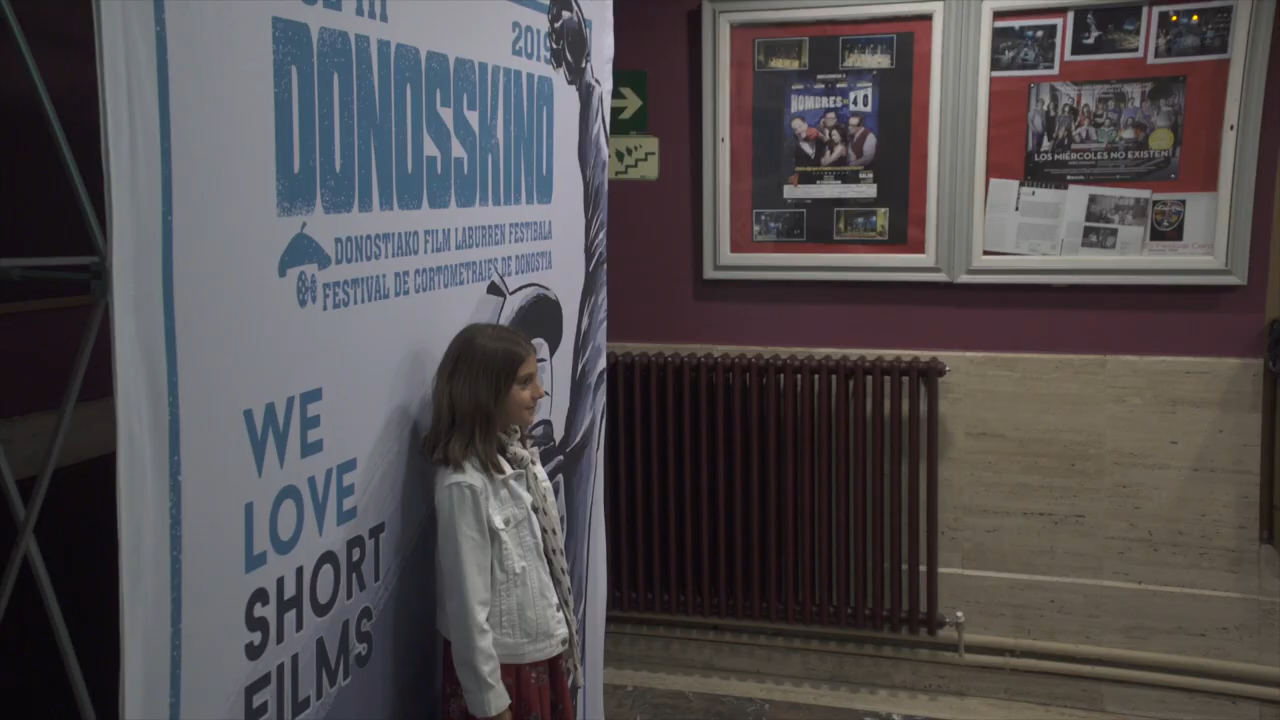 2019
DONOSSKINO
DONOSTIAKO FILM LABURREN FESTIBALA
FESTIVAL DE CORTOMETRAJES DE DONOSTIA
WE
LOVE
SHORT
FILMS
HOMBRES DE 40
LOS MIÉRCOLES NO EXISTEN